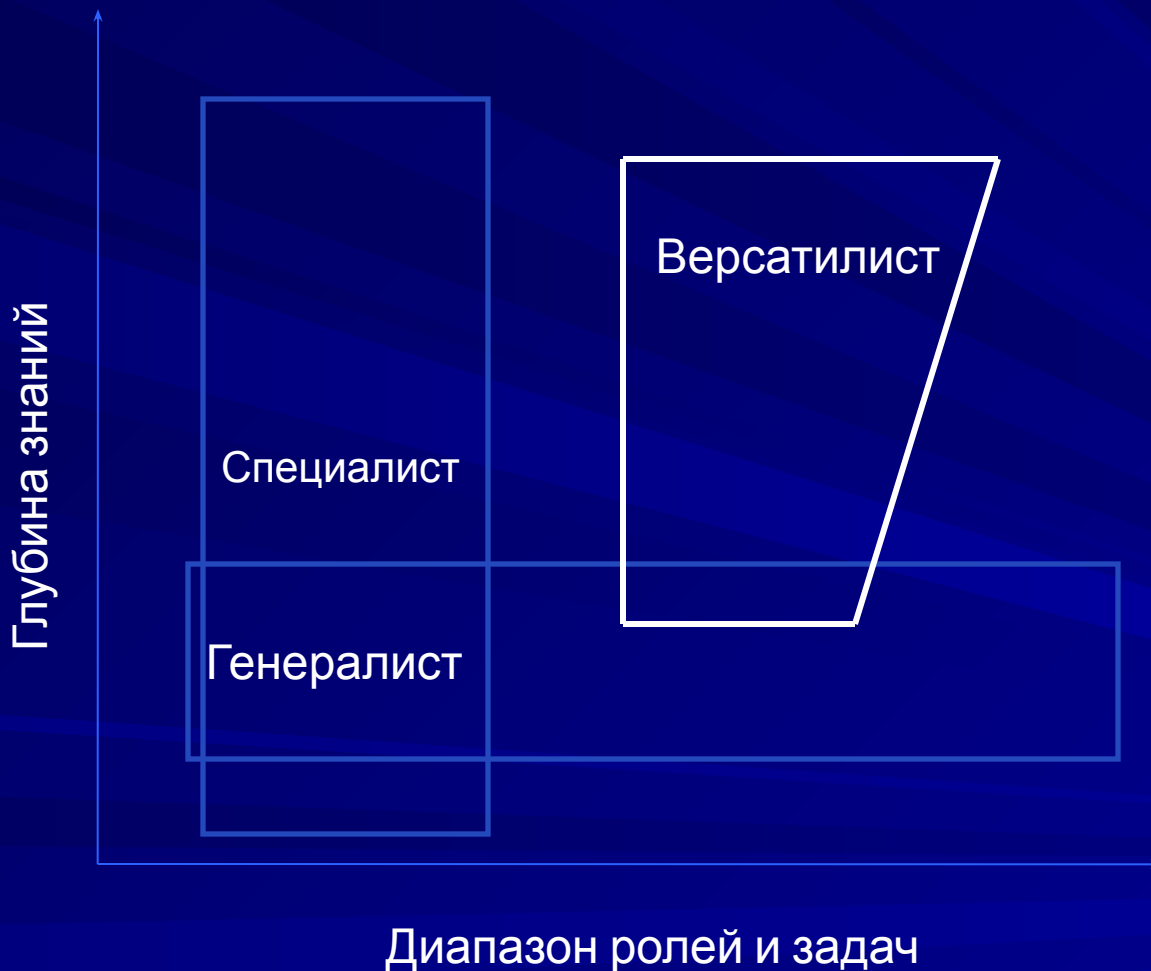 Глубина знаний
Версатилист
Специалист
Генералист
Диапазон ролей и задач